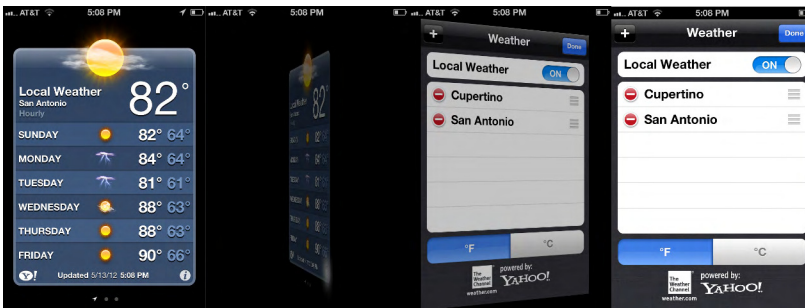 AT&T 5:08 PM
Local Weather
San Antonio
Hourly
82°
SUNDAY 82° 64°
MONDAY 84° 64°
TUESDAY 81° 61°
WEDNESDAY 88° 63°
THURSDAY 88° 63°
FRIDAY 90° 66°
Y! Updated 5/13/12 5:08 PM i
AT&T 5:08 PM
82°
AT&T 5:08 PM
+ Weather Done
Local Weather ON
Cupertino
San Antonio
°F °C
The Weather Channel
weather.com
powered by:
YAHOO!
AT&T 5:08 PM
+ Weather Done
Local Weather ON
Cupertino
San Antonio
°F °C
The Weather Channel
weather.com
powered by:
YAHOO!